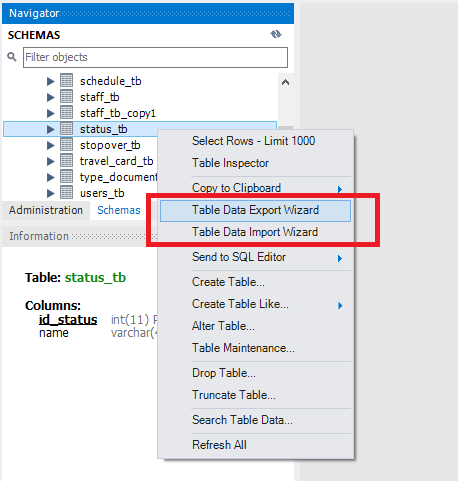 Navigator
SCHEMAS
Filter objects
schedule_tb
staff_tb
staff_tb_copy1
status_tb
stopover_tb
travel_card_tb
type_document
users_tb
Administration Schemas
Information
Table: status_tb
Columns:
id_status int(11)
name
Select Rows - Limit 1000
Table Inspector
Copy to Clipboard
Table Data Export Wizard
Table Data Import Wizard
Send to SQL Editor
Create Table...
Create Table Like...
Alter Table...
Table Maintenance...
Drop Table...
Truncate Table...
Search Table Data...
Refresh All